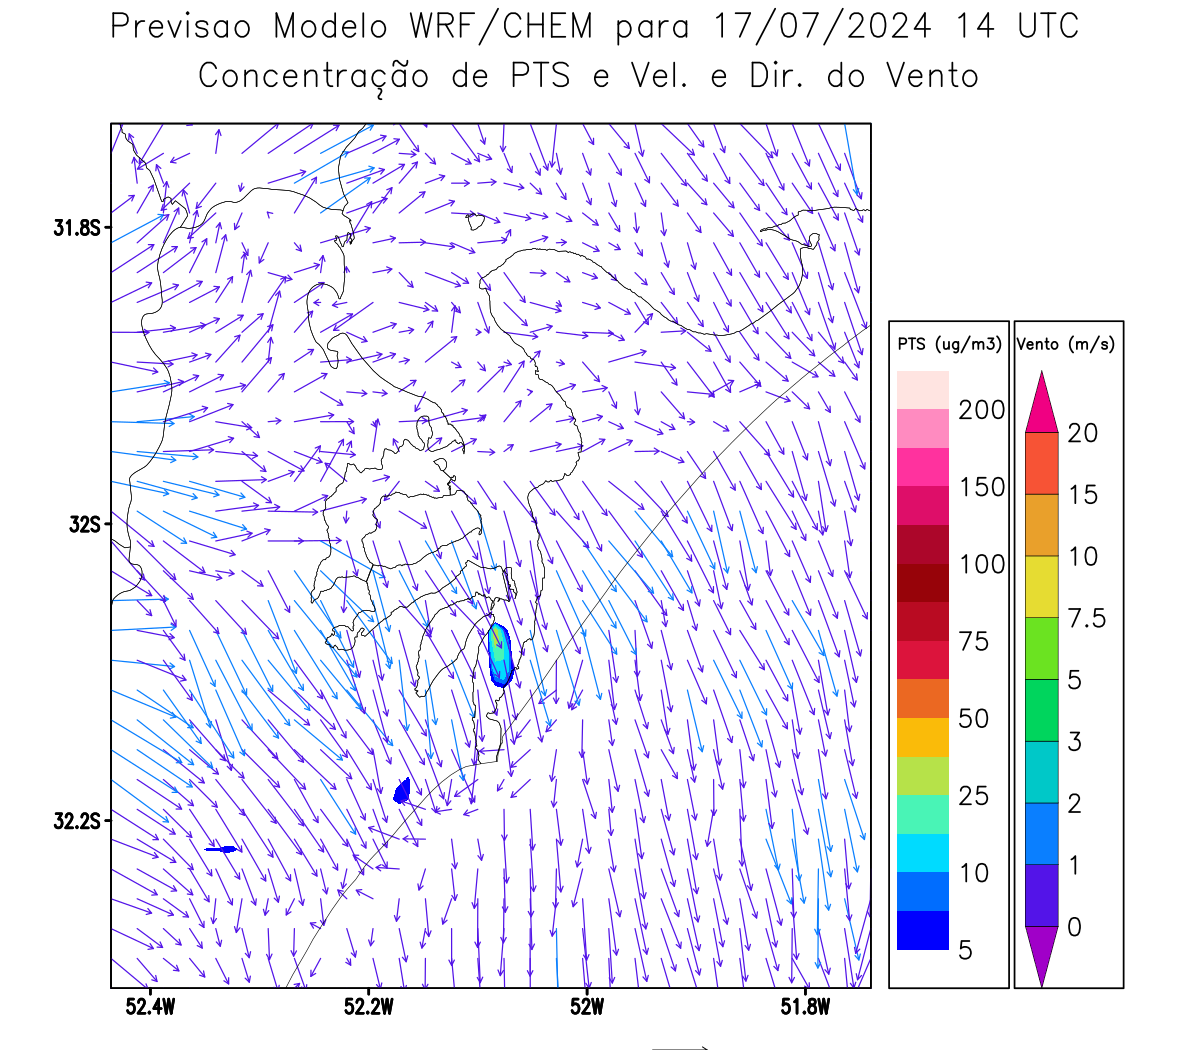 Previsao Modelo WRF/CHEM para 17/07/2024 14 UTC
Concentração de PTS e Vel. e Dir. do Vento
31.8S
32S
32.2S
52.4W 52.2W 52W 51.8W
PTS (ug/m3)
200
150
100
75
50
25
10
5
Vento (m/s)
20
15
10
7.5
5
3
2
1
0